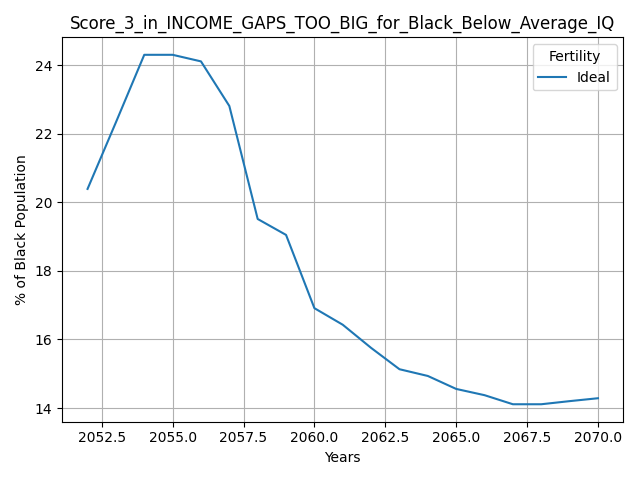 Score_3_in_INCOME_GAPS_TOO_BIG_for_Black_Below_Average_IQ
Fertility
Ideal
% of Black Population
24
22
20
18
16
14
2052.5 2055.0 2057.5 2060.0 2062.5 2065.0 2067.5 2070.0
Years